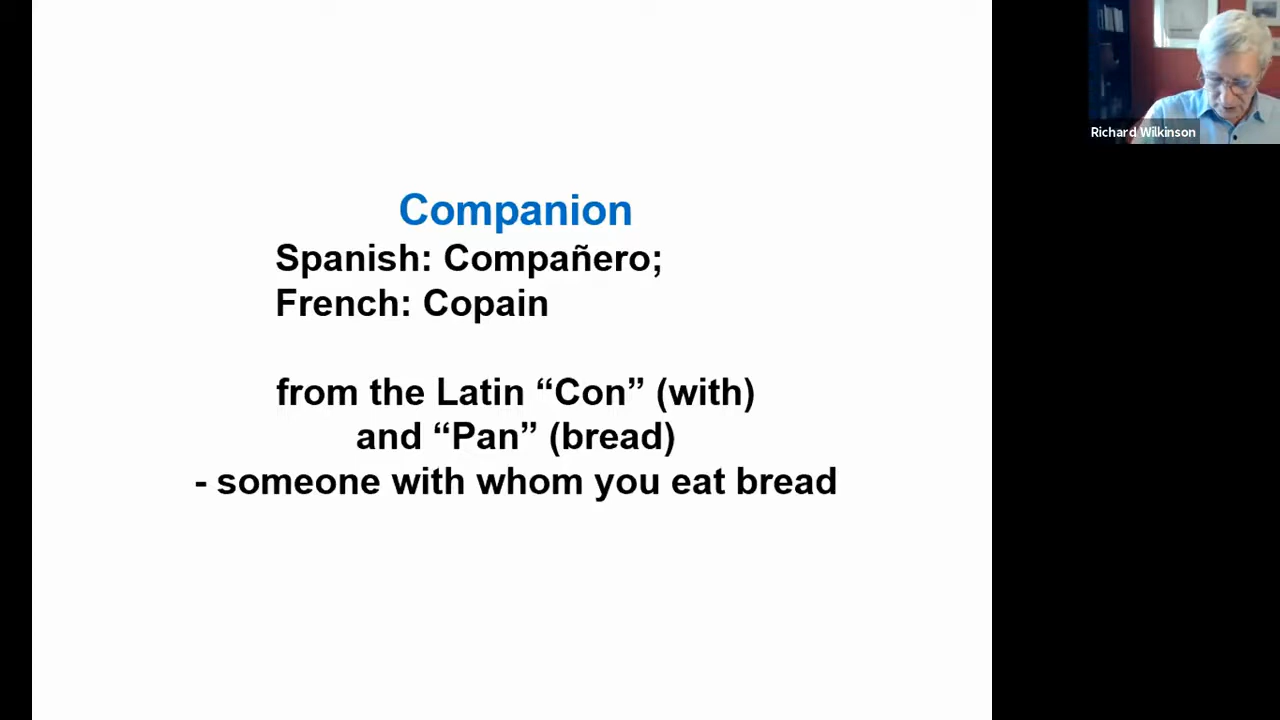 Companion
Spanish: Compañero;
French: Copain
from the Latin “Con” (with)
and “Pan” (bread)
- someone with whom you eat bread
Richard Wilkinson